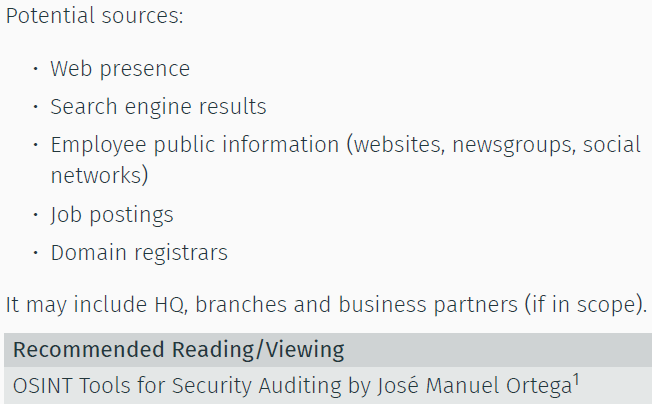 Potential sources:
• Web presence
• Search engine results
• Employee public information (websites, newsgroups, social
networks)
• Job postings
• Domain registrars
It may include HQ, branches and business partners (if in scope).
Recommended Reading/Viewing
OSINT Tools for Security Auditing by José Manuel Ortega¹